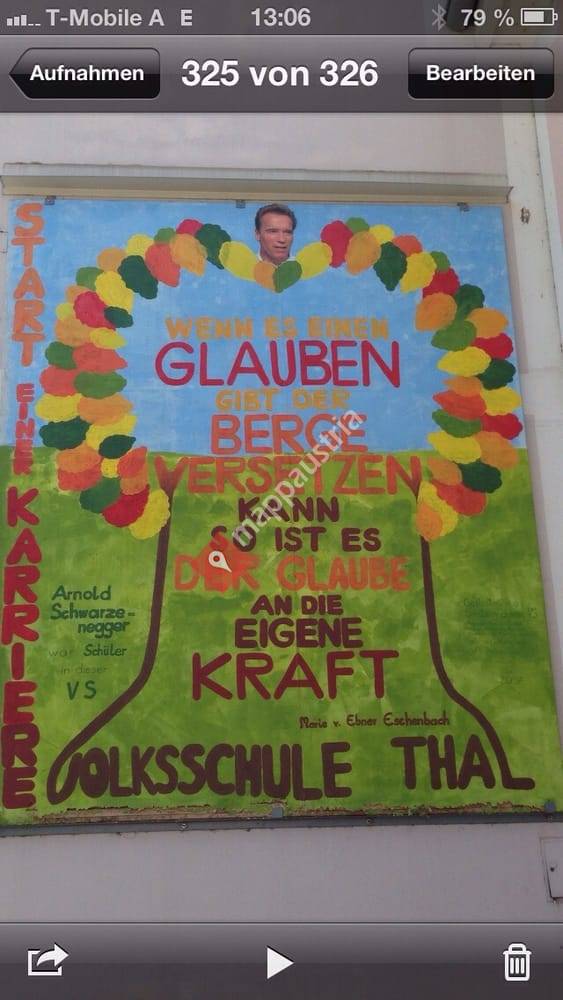 T-Mobile A E 13:06 79 %
Aufnahmen 325 von 326 Bearbeiten
START EINER KARRIERE
WENN ES EINEN
GLAUBEN
GIBT DER
BERGE
VERSETZEN
KANN
SO IST ES
DER GLAUBE
AN DIE
EIGENE
KRAFT
Marie v. Ebner Eschenbach
Arnold
Schwarze=
negger
war Schüler
in dieser
VS
VOLKSSCHULE THAL
mappaustria